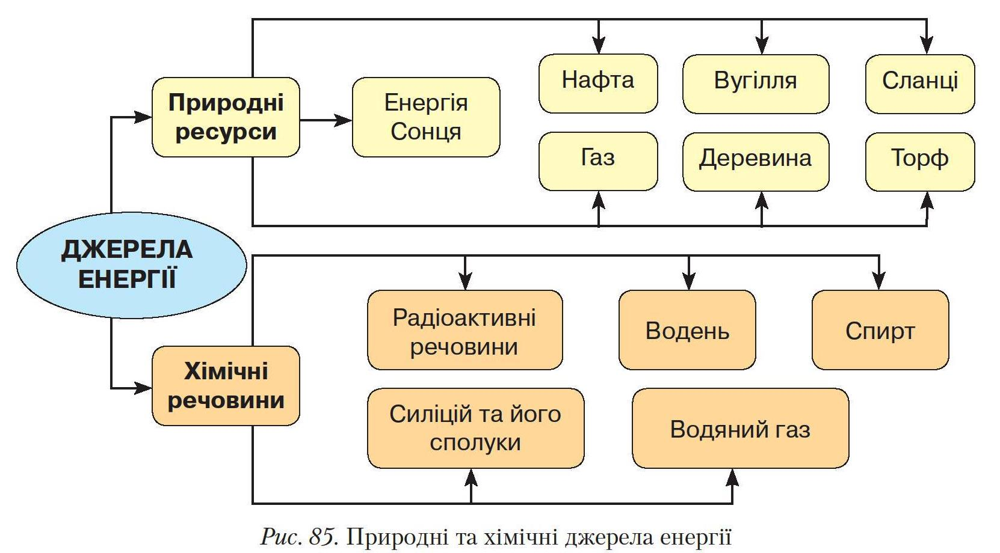 Нафта
Вугілля
Сланці
Природні
ресурси
Енергія
Сонця
Газ
Деревина
Торф
ДЖЕРЕЛА
ЕНЕРГІЇ
Радіоактивні
речовини
Водень
Спирт
Хімічні
речовини
Силіцій та його
сполуки
Водяний газ
Рис. 85. Природні та хімічні джерела енергії